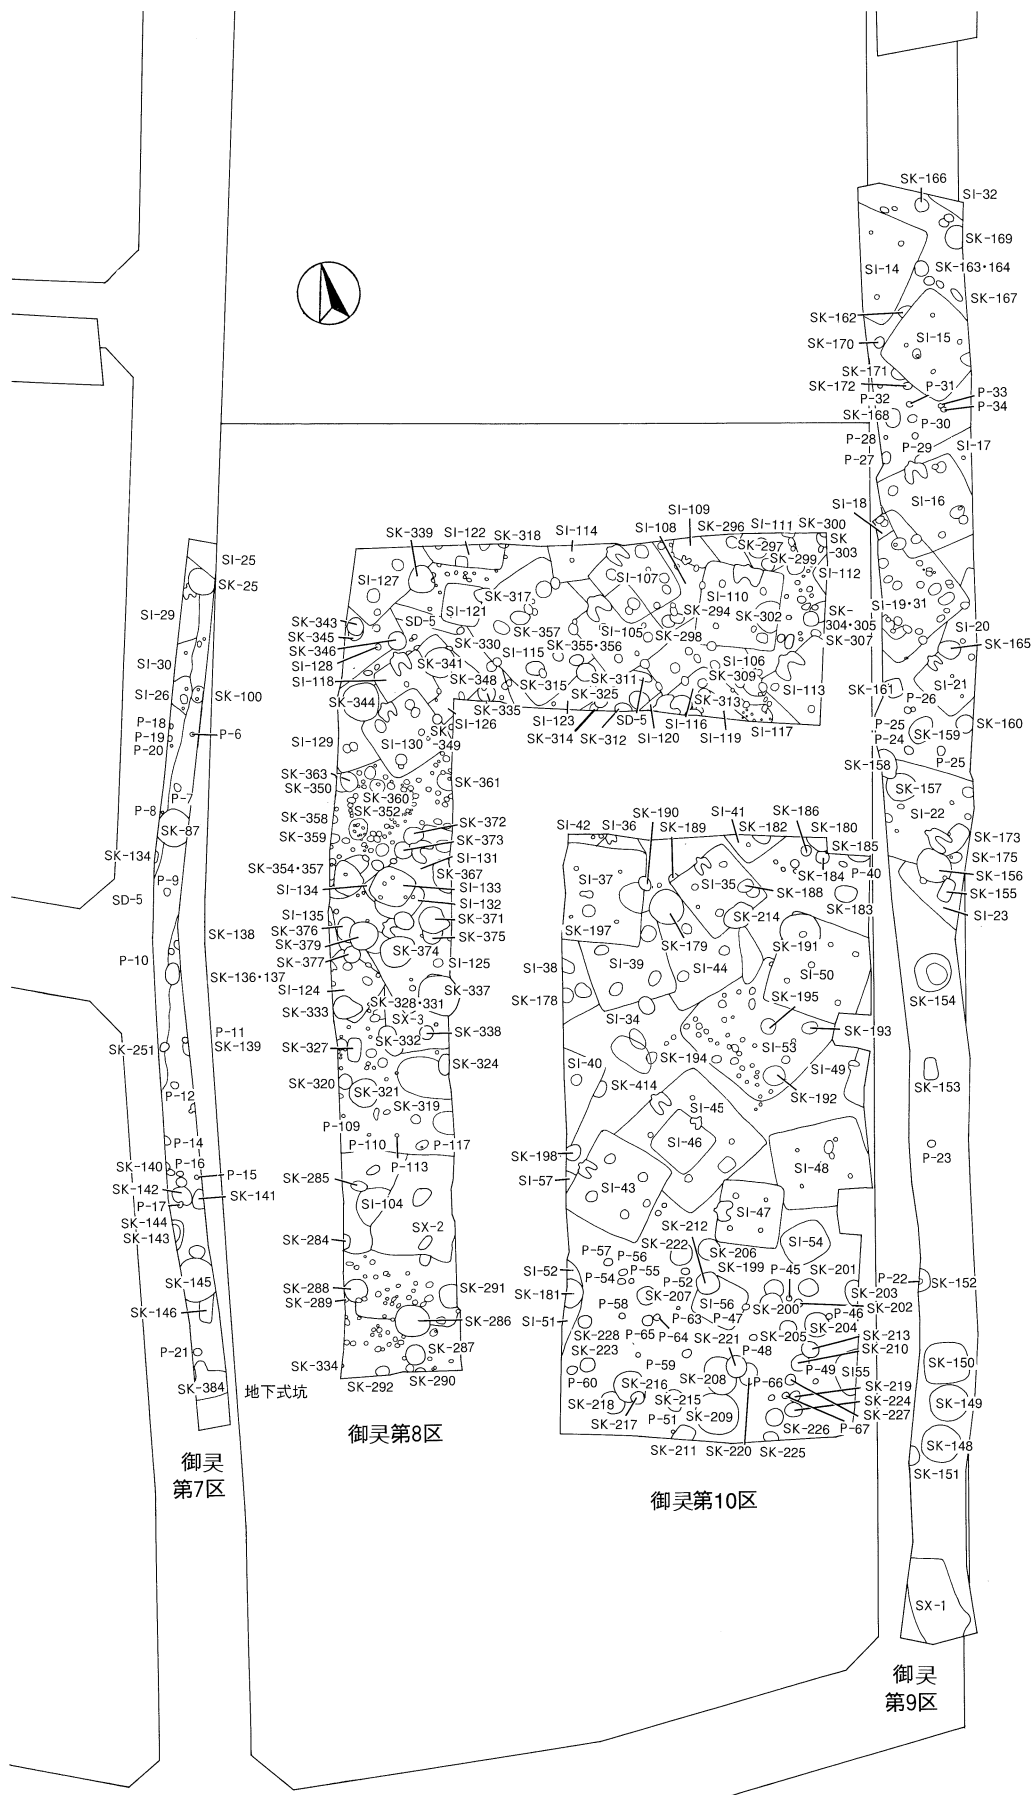 SK-166
SI-32
SK-169
SI-14
SK-163・164
SK-167
SK-162
SK-170
SI-15
SK-171
SK-172
P-31
P-32
P-33
P-34
SK-168
P-30
P-28
P-29
SI-17
P-27
SI-16
SI-18
SI-19・31
SI-20
SK-165
SK-161
SI-21
P-26
P-25
P-24
SK-159
SK-160
SK-158
P-25
SK-157
SI-22
SK-173
SK-175
SK-156
SK-155
SI-23
SK-154
SK-153
P-23
P-22
SK-152
SK-150
SK-149
SK-148
SK-151
SX-1
御灵
第9区
SI-25
SK-25
SI-29
SI-30
SI-26
SK-100
P-18
P-19
P-20
P-6
P-7
P-8
SK-87
SK-134
P-9
SD-5
SK-138
P-10
SK-136・137
P-11
SK-139
SK-251
P-12
P-14
SK-140
P-16
P-15
SK-142
SK-141
P-17
SK-144
SK-143
SK-145
SK-146
P-21
SK-384
地下式坑
御灵
第7区
SK-339
SI-122
SK-318
SI-114
SI-109
SI-108
SK-296
SI-111
SK-300
SK-297
SK
-303
SK-299
SI-127
SI-107
SI-112
SK-317
SI-110
SI-121
SK-294
SK-302
SK-
304・305
SK-343
SD-5
SK-345
SK-357
SI-105
SK-298
SK-307
SK-346
SK-330
SI-128
SK-341
SI-115
SK-355・356
SI-106
SI-118
SK-348
SK-315
SK-311
SK-309
SI-113
SK-344
SK-325
SK-335
SI-126
SI-123
SD-5
SI-116
SK-313
SI-117
SK-314
SK-312
SI-120
SI-119
SI-129
SI-130
SK
-349
SK-363
SK-350
SK-361
SK-360
SK-352
SK-358
SK-372
SK-359
SK-373
SI-131
SK-354・357
SK-367
SI-134
SI-133
SI-132
SI-135
SK-371
SK-376
SK-375
SK-379
SK-374
SK-377
SI-125
SI-124
SK-337
SK-328・331
SK-333
SX-3
SK-338
SK-332
SK-327
SK-324
SK-320
SK-321
SK-319
P-109
P-110
P-117
P-113
SK-285
SI-104
SX-2
SK-284
SK-288
SK-291
SK-289
SK-286
SK-287
SK-334
SK-292
SK-290
御灵第8区
SK-190
SI-41
SK-186
SI-42
SI-36
SK-189
SK-182
SK-180
SK-185
SI-37
SI-35
SK-184
P-40
SK-188
SK-183
SK-197
SK-214
SK-179
SK-191
SI-38
SI-39
SI-44
SI-50
SK-178
SK-195
SI-34
SK-193
SI-53
SK-194
SI-40
SI-49
SK-414
SK-192
SI-45
SI-46
SK-198
SI-48
SI-57
SI-43
SI-47
SK-212
SI-54
P-57
SK-222
SK-206
P-56
SK-199
SI-52
P-55
P-45
SK-201
P-54
P-52
SK-203
SK-181
SK-207
SK-200
SK-202
P-58
SI-56
P-46
SI-51
P-63
P-47
SK-204
SK-228
P-65
P-64
SK-221
SK-205
SK-213
SK-223
P-48
SK-210
P-59
P-49
SI55
P-60
SK-216
SK-208
P-66
SK-219
SK-218
SK-215
SK-224
SK-217
P-51
SK-209
SK-227
SK-226
P-67
SK-211
SK-220
SK-225
御灵第10区